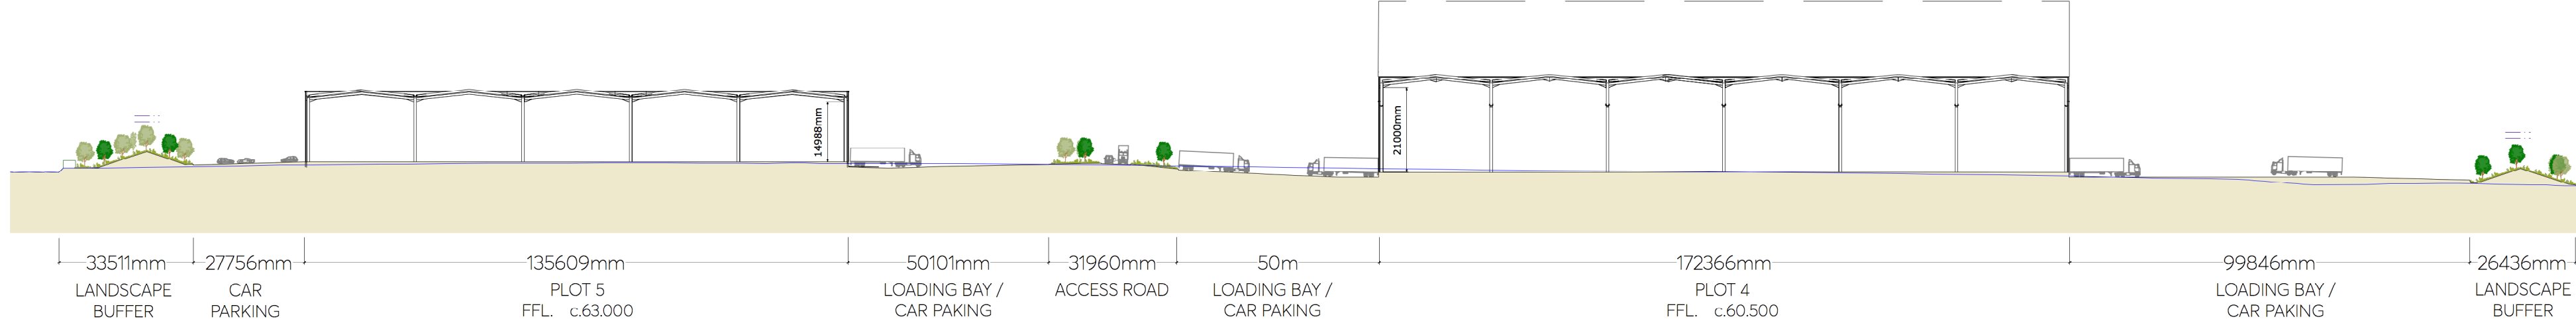 14988mm
21000mm
33511mm 27756mm 135609mm 50101mm 31960mm 50m 172366mm 99846mm 26436mm
LANDSCAPE CAR PLOT 5 LOADING BAY / ACCESS ROAD LOADING BAY / PLOT 4 LOADING BAY / LANDSCAPE
BUFFER PARKING FFL. c.63.000 CAR PAKING CAR PAKING FFL. c.60.500 CAR PAKING BUFFER